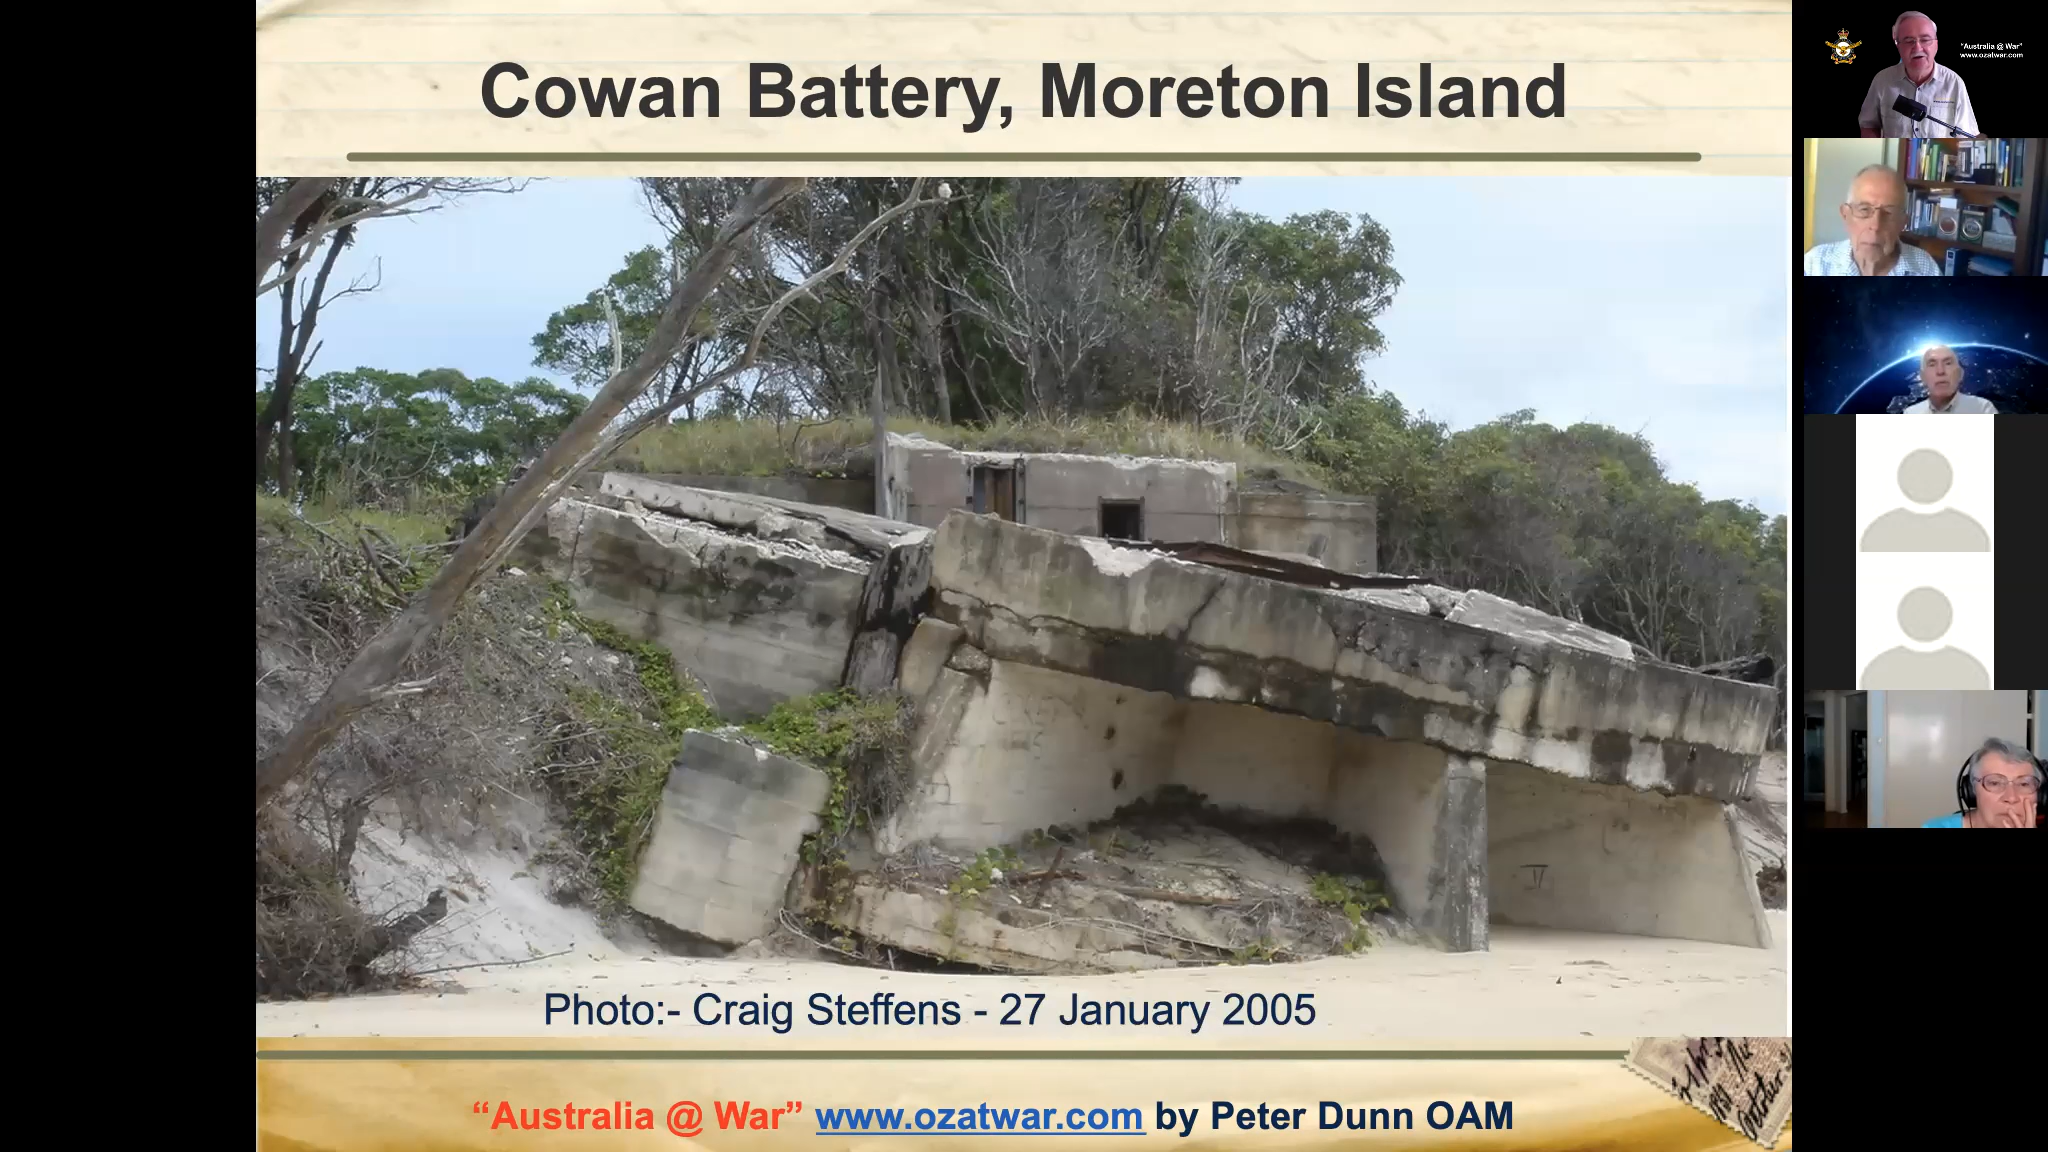 Cowan Battery, Moreton Island
Photo:- Craig Steffens - 27 January 2005
“Australia @ War” www.ozatwar.com by Peter Dunn OAM
"Australia @ War"
www.ozatwar.com